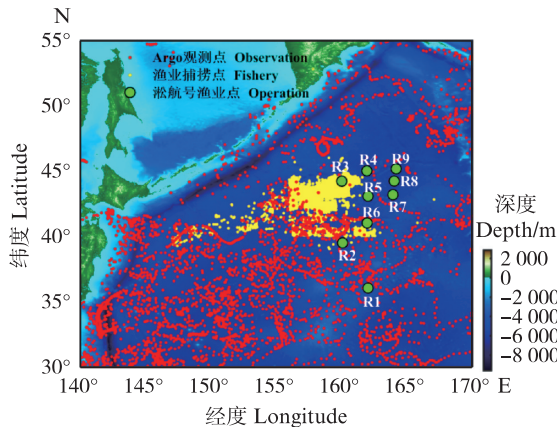 N
55°
50°
45°
40°
35°
30°
纬度 Latitude
Argo观测点 Observation
渔业捕捞点 Fishery
淞航号渔业点 Operation
R3
R4
R9
R8
R5
R7
R6
R2
R1
深度
Depth/m
2 000
0
−2 000
−4 000
−6 000
−8 000
140°
145°
150°
155°
160°
165°
170° E
经度 Longitude